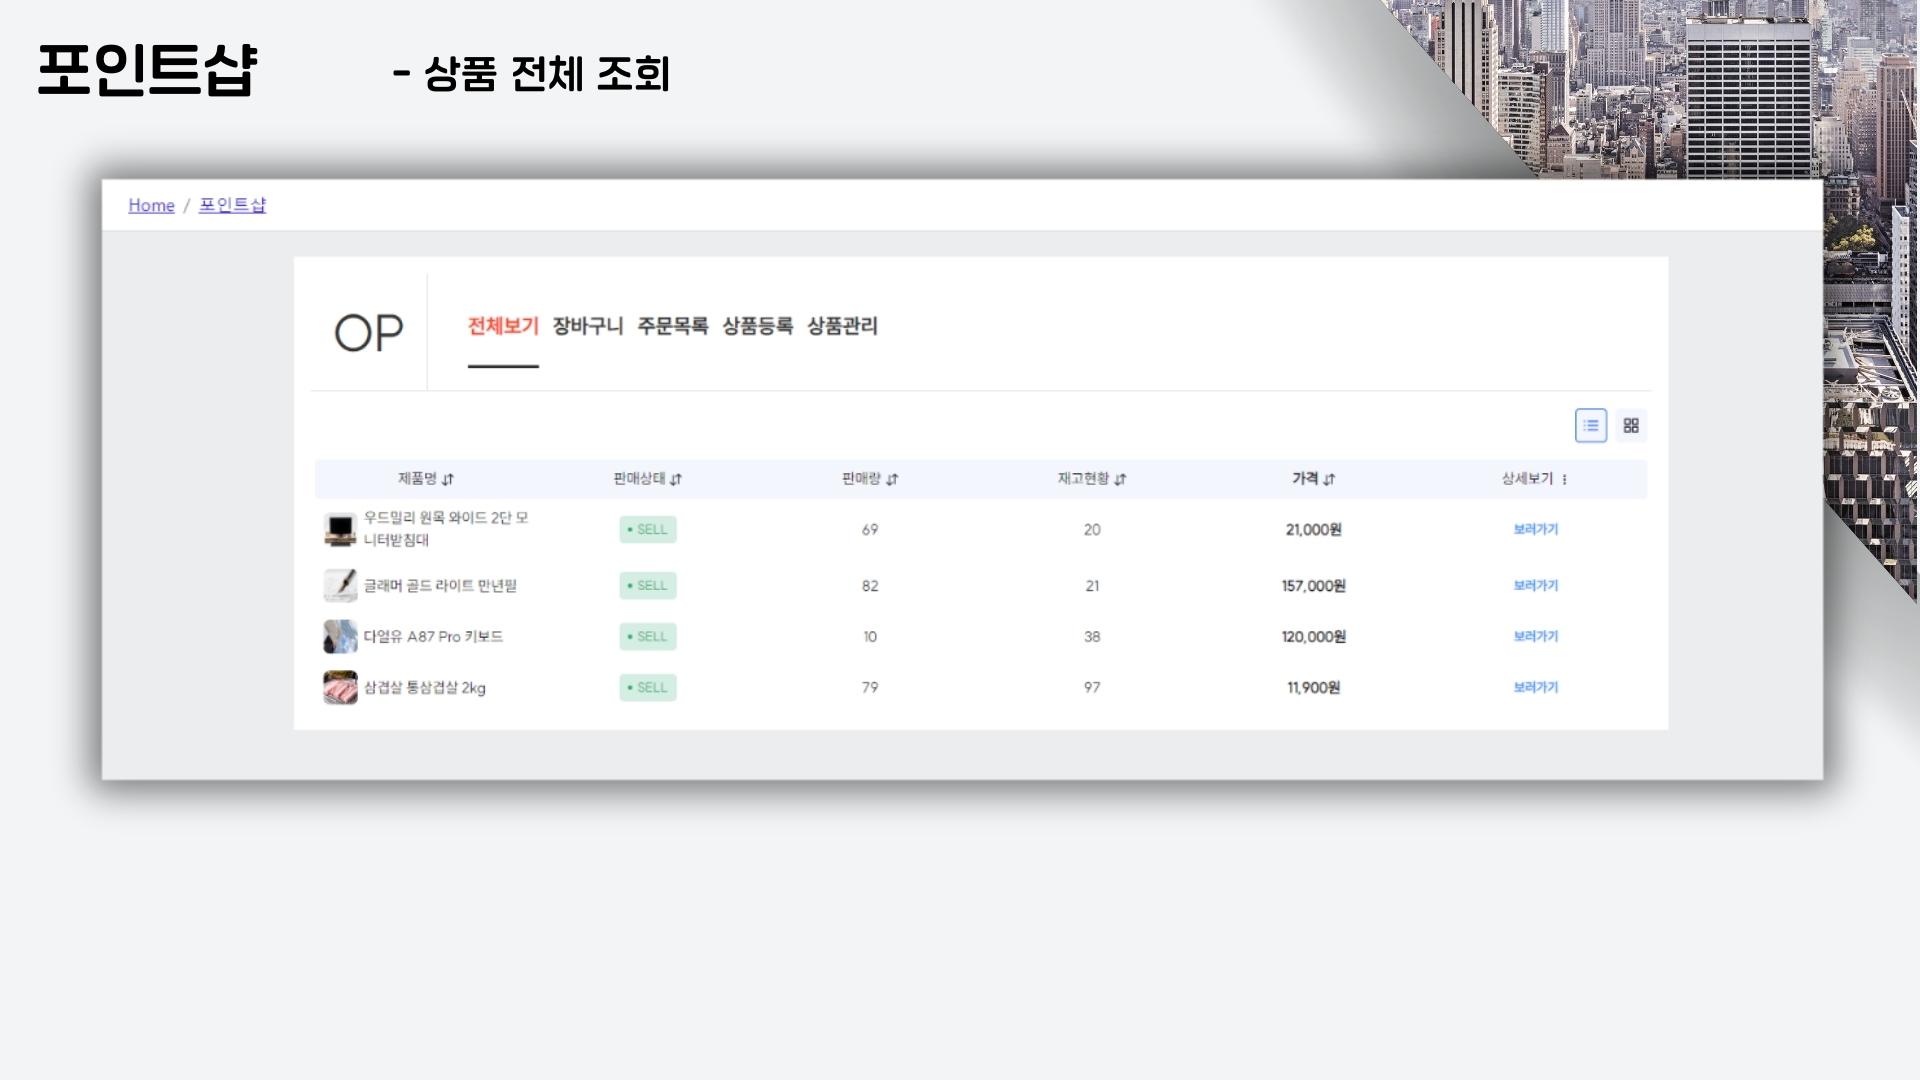 포인트샵 - 상품 전체 조회
Home / 포인트샵
OP
전체보기 장바구니 주문목록 상품등록 상품관리
제품명 판매상태 판매량 재고현황 가격 상세보기
우드밀리 원목 와이드 2단 모
니터받침대
• SELL 69 20 21,000원 보러가기
글래머 골드 라이트 만년필 • SELL 82 21 157,000원 보러가기
다얼유 A87 Pro 키보드 • SELL 10 38 120,000원 보러가기
삼겹살 통삼겹살 2kg • SELL 79 97 11,900원 보러가기